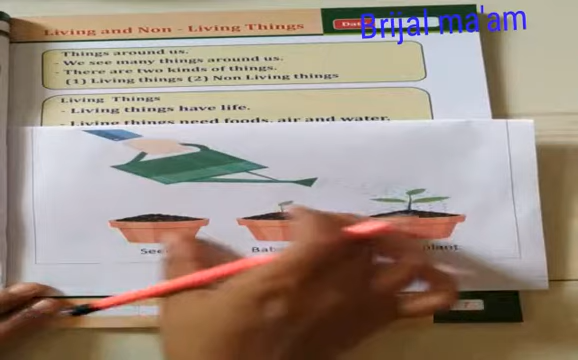 Brijal ma'am
Living and Non - Living Things
Things around us.
- We see many things around us.
- There are two kinds of things.
(1) Living things (2) Non Living things
Living Things
- Living things have life.
- Living things need foods, air and water.